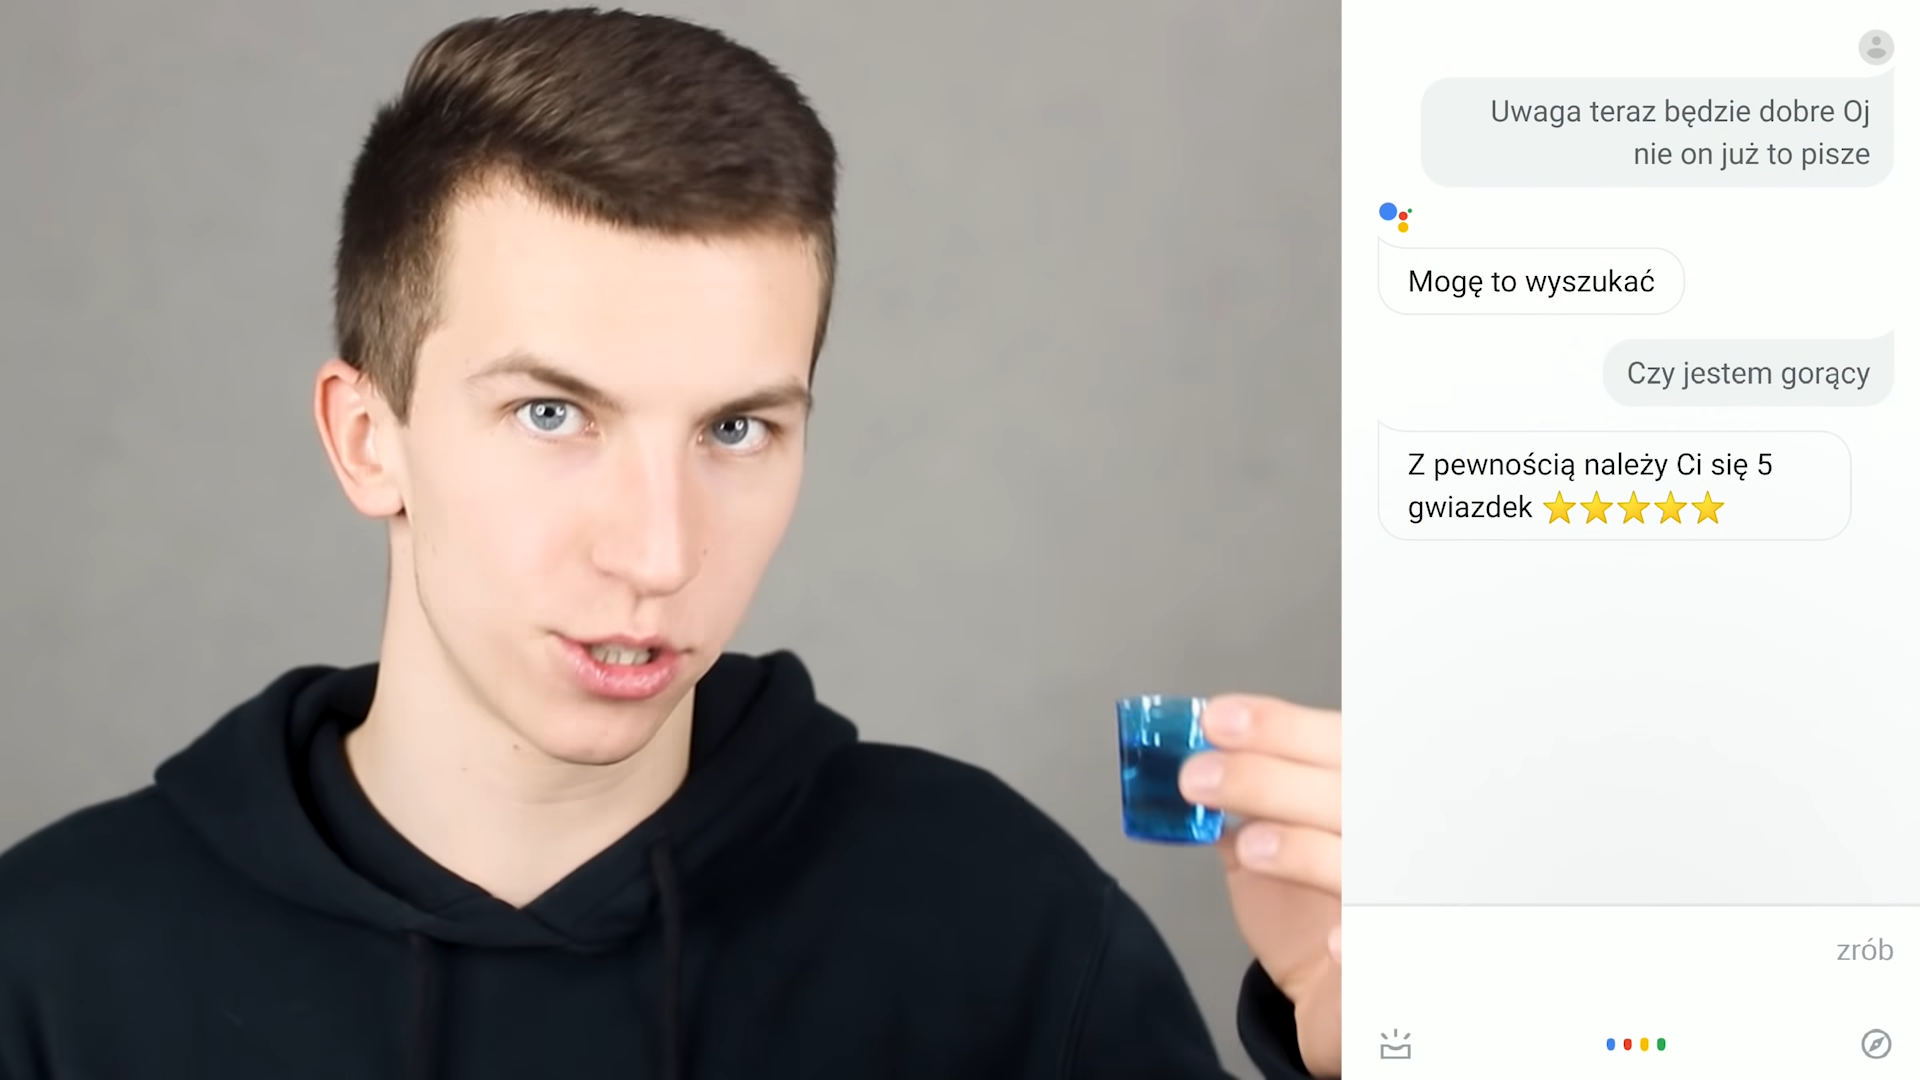 Uwaga teraz będzie dobre Oj
nie on już to pisze
Mogę to wyszukać
Czy jestem gorący
Z pewnością należy Ci się 5
gwiazdek ⭐⭐⭐⭐⭐
zrób